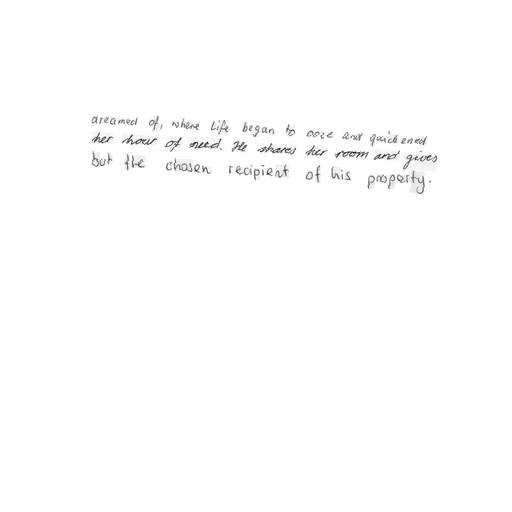 dreamed of, where life began to ooze and quickened
her hour of need. He shares her room and gives
but the chosen recipient of his property.